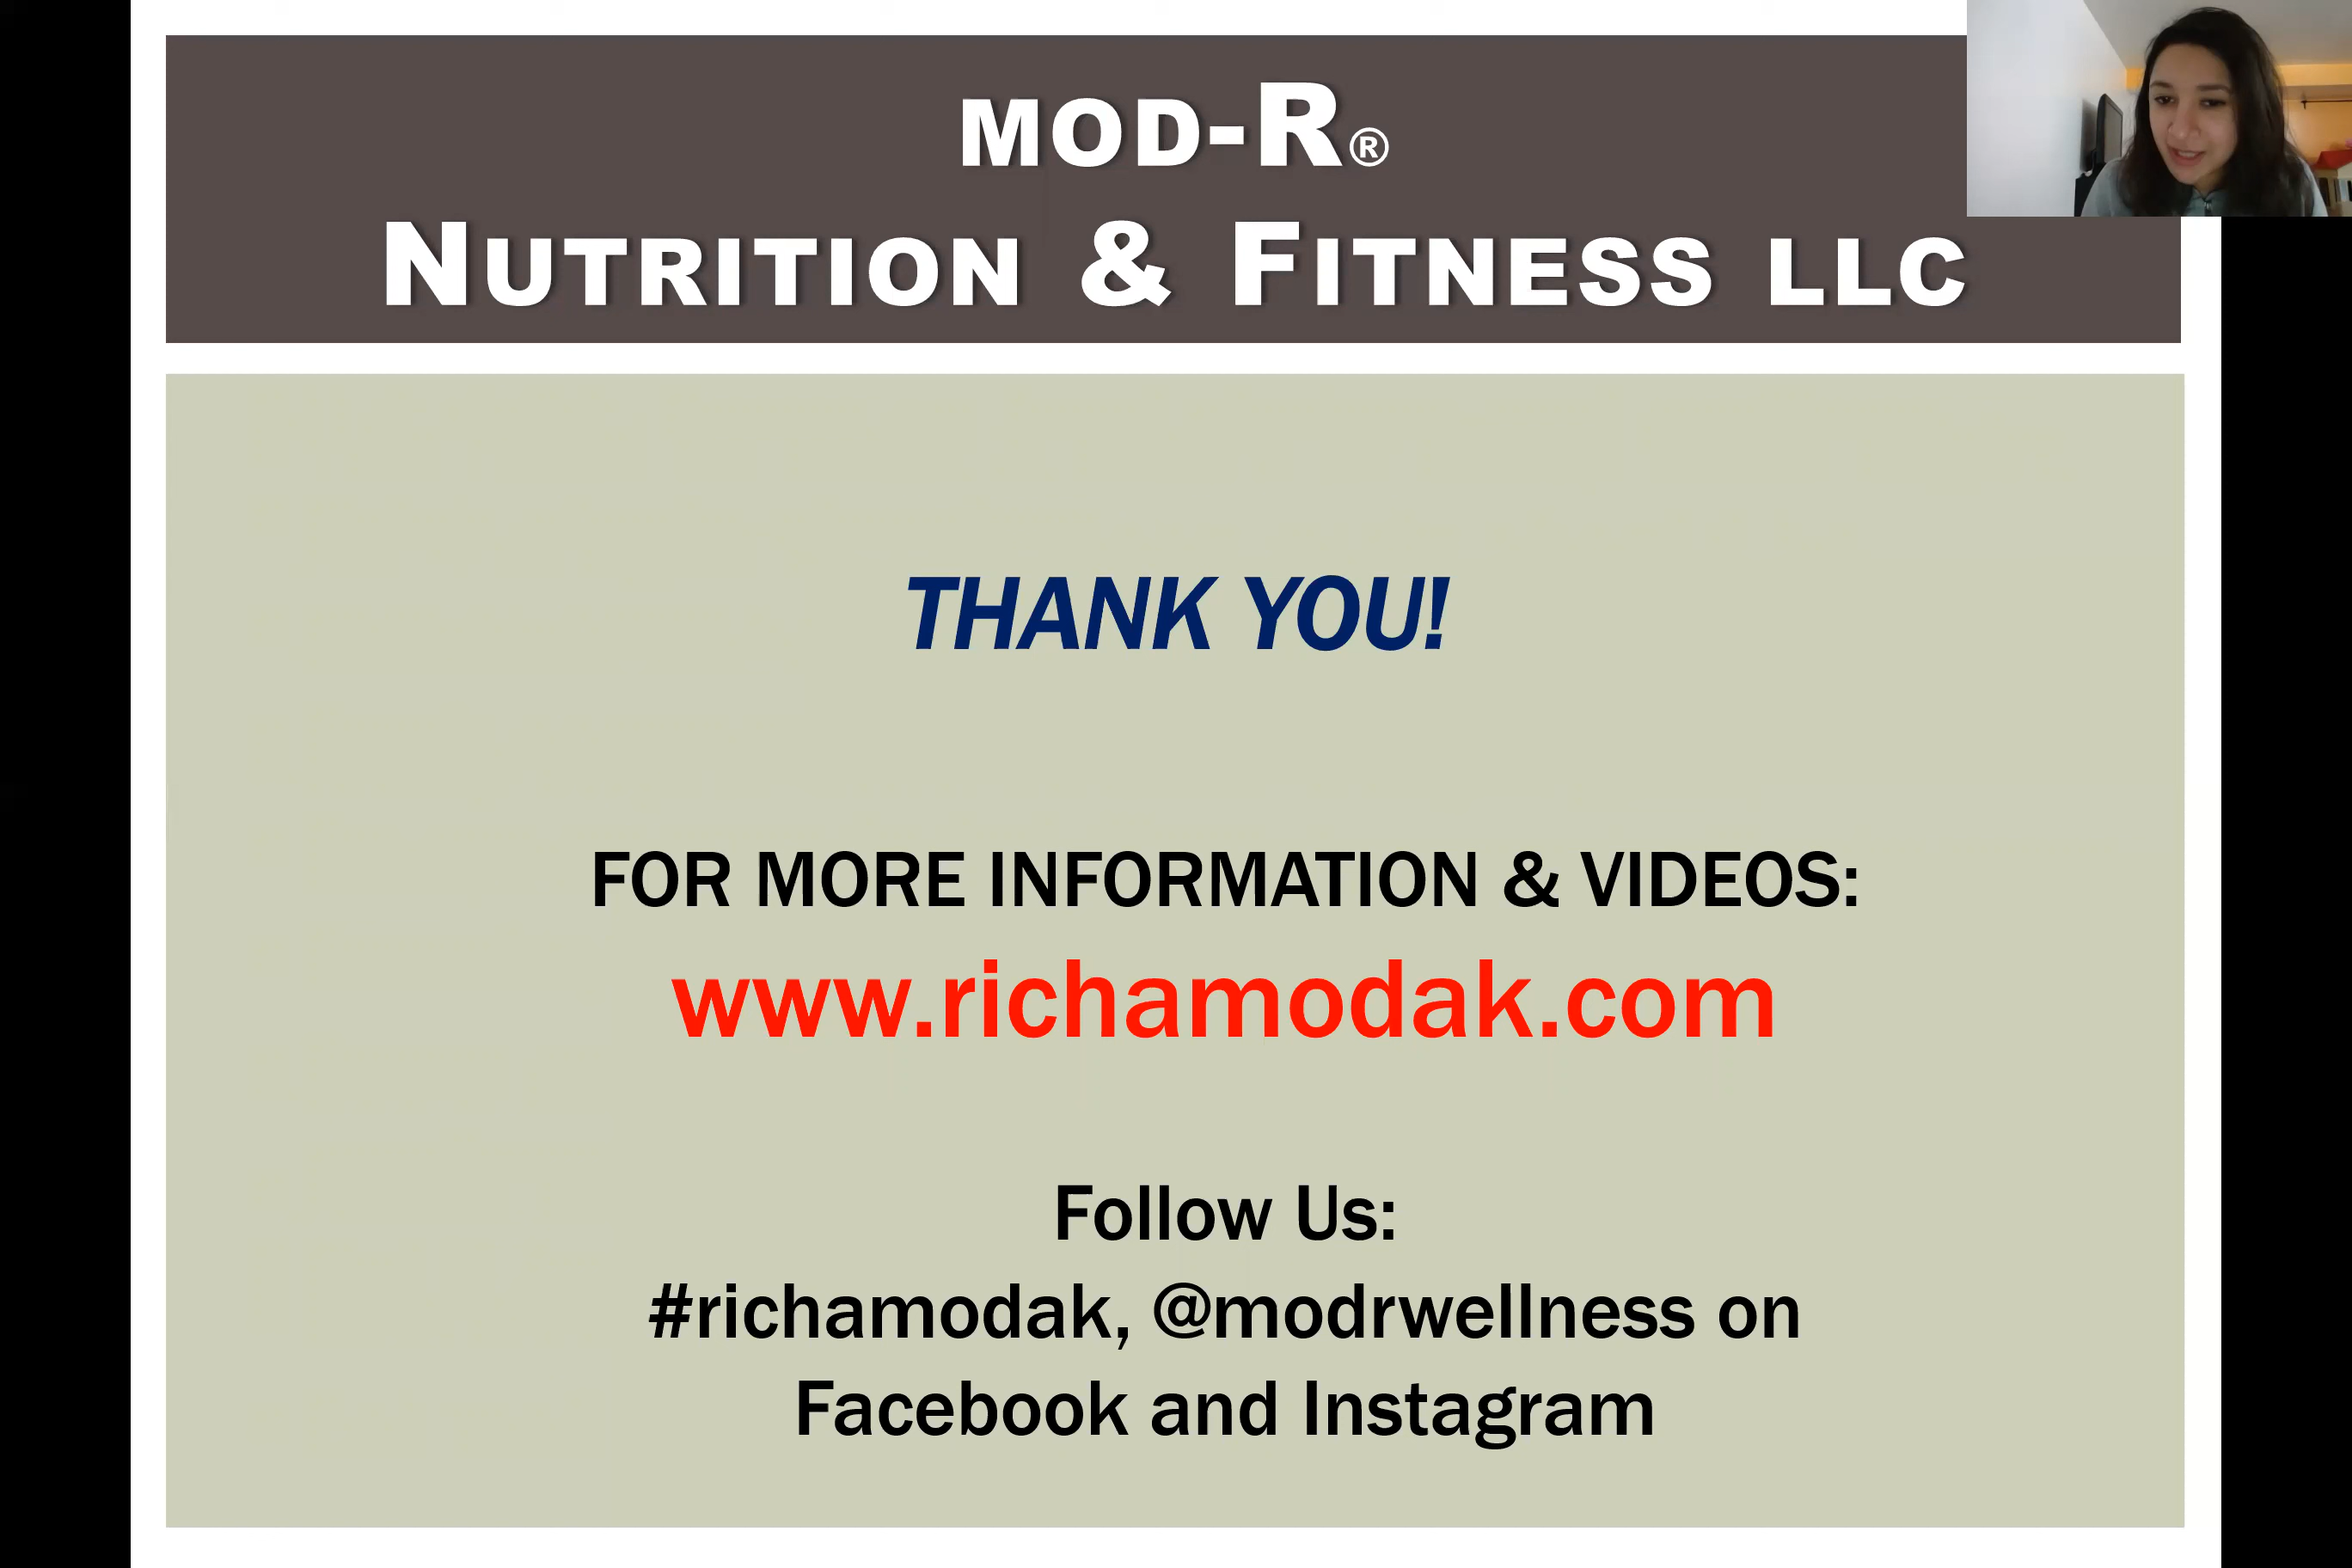 MOD-R®
NUTRITION & FITNESS LLC
THANK YOU!
FOR MORE INFORMATION & VIDEOS:
www.richamodak.com
Follow Us:
#richamodak, @modrwellness on
Facebook and Instagram